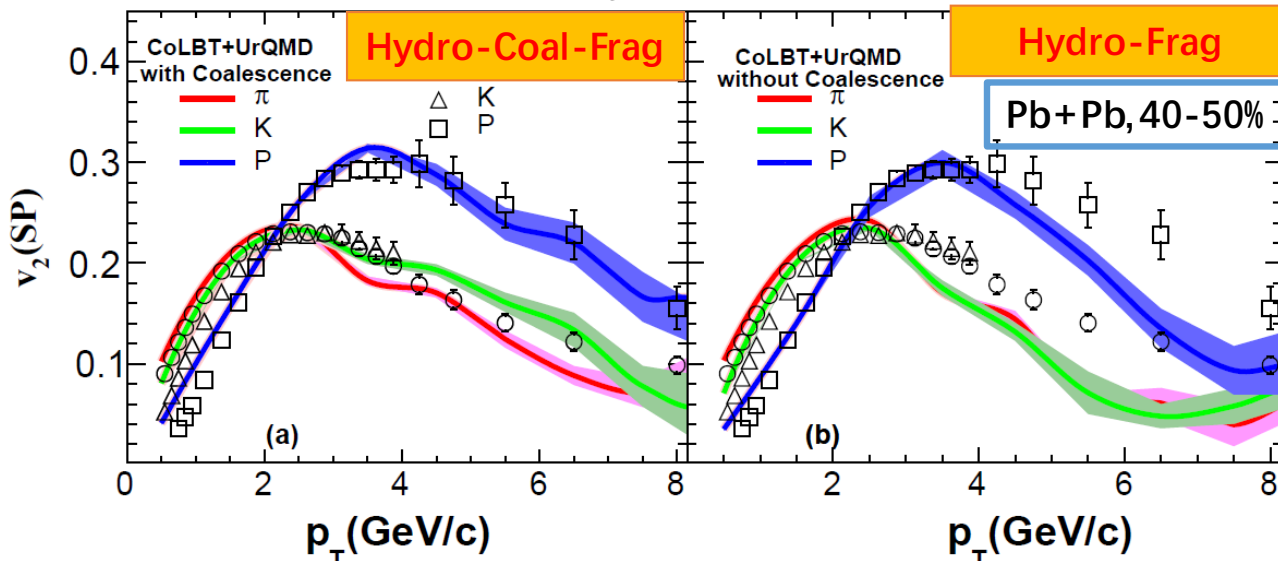 CoLBT+UrQMD
with Coalescence
Hydro-Coal-Frag
π
K
P
K
P
0.4
0.3
0.2
0.1
v₂(SP)
(a)
0
2
4
6
8
p_T(GeV/c)
CoLBT+UrQMD
without Coalescence
Hydro-Frag
Pb+Pb, 40-50%
π
K
P
(b)
2
4
6
8
p_T(GeV/c)